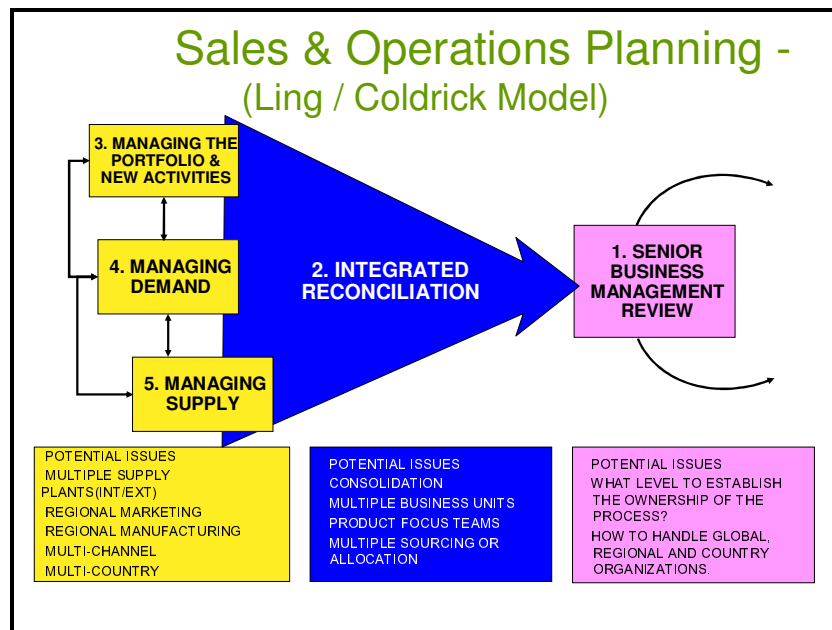 Sales & Operations Planning -
(Ling / Coldrick Model)
3. MANAGING THE
PORTFOLIO &
NEW ACTIVITIES
4. MANAGING
DEMAND
5. MANAGING
SUPPLY
2. INTEGRATED
RECONCILIATION
1. SENIOR
BUSINESS
MANAGEMENT
REVIEW
POTENTIAL ISSUES
MULTIPLE SUPPLY
PLANTS(INT/EXT)
REGIONAL MARKETING
REGIONAL MANUFACTURING
MULTI-CHANNEL
MULTI-COUNTRY
POTENTIAL ISSUES
CONSOLIDATION
MULTIPLE BUSINESS UNITS
PRODUCT FOCUS TEAMS
MULTIPLE SOURCING OR
ALLOCATION
POTENTIAL ISSUES
WHAT LEVEL TO ESTABLISH
THE OWNERSHIP OF THE
PROCESS?
HOW TO HANDLE GLOBAL,
REGIONAL AND COUNTRY
ORGANIZATIONS.